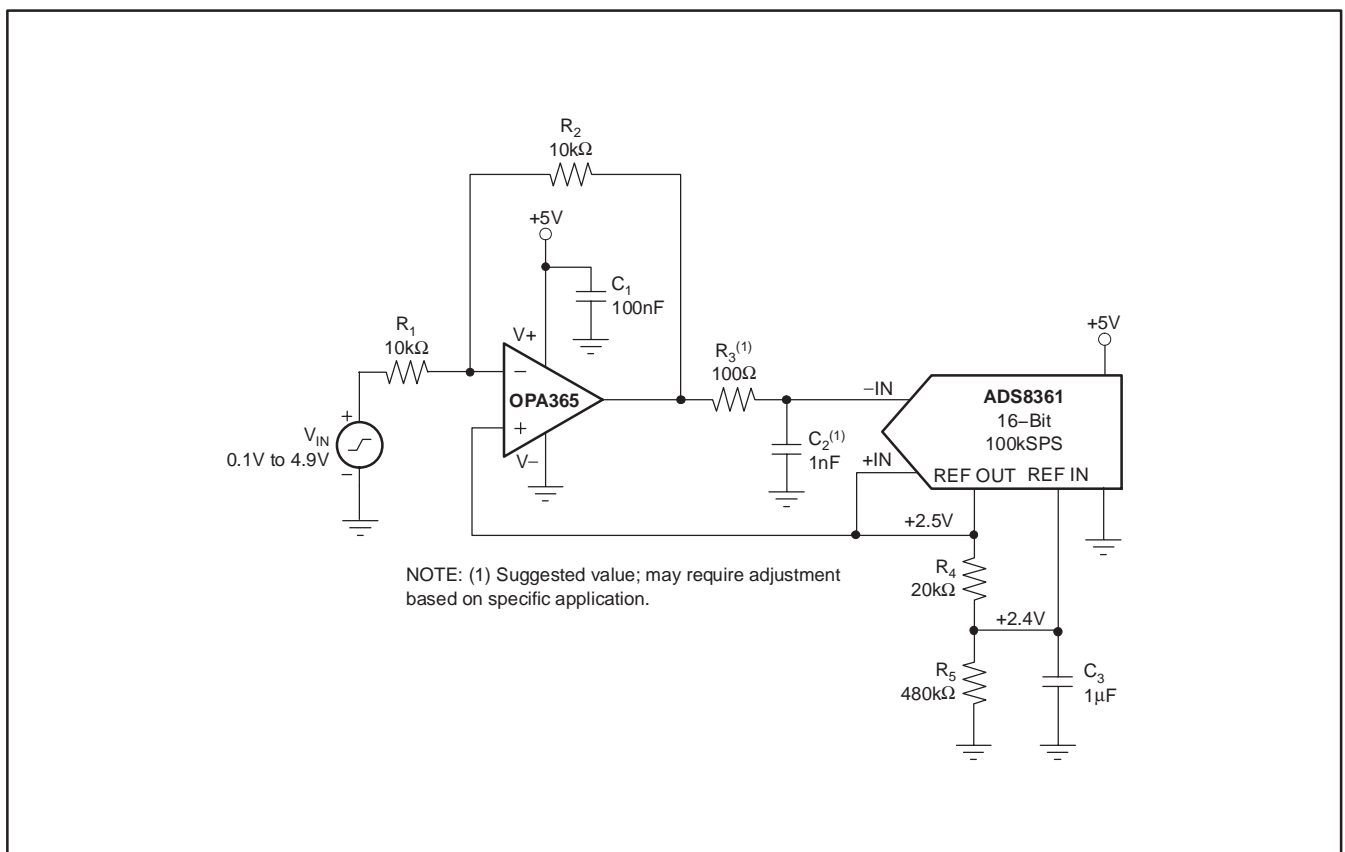 R2
10kΩ
+5V
C1
100nF
R1
10kΩ
V+
−
OPA365
+
V−
+
VIN
0.1V to 4.9V
−
R3(1)
100Ω
C2(1)
1nF
−IN
+IN
+5V
ADS8361
16−Bit
100kSPS
REF OUT REF IN
+2.5V
R4
20kΩ
+2.4V
R5
480kΩ
C3
1μF
NOTE: (1) Suggested value; may require adjustment
based on specific application.